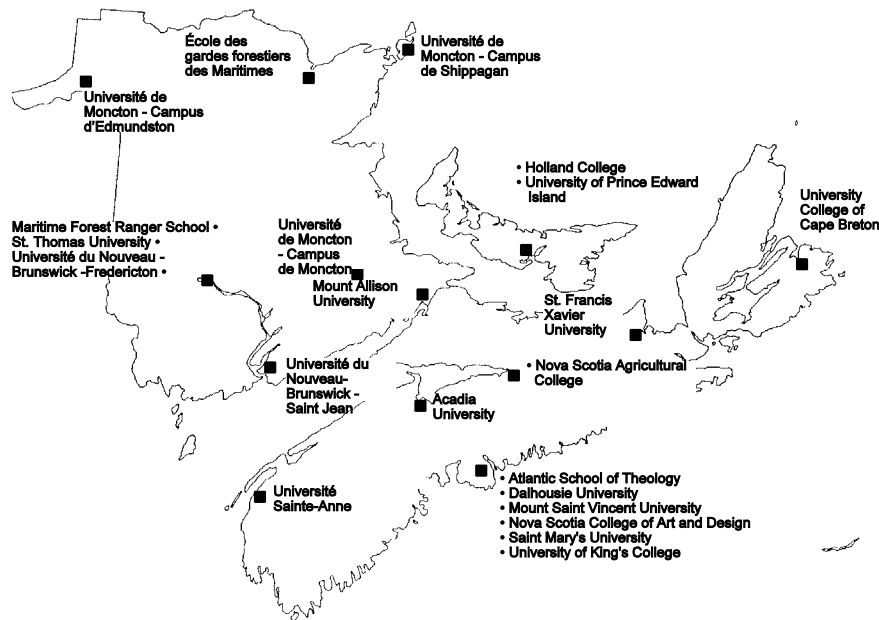 École des
gardes forestiers
des Maritimes
Université de
Moncton - Campus
de Shippagan
Université de
Moncton - Campus
d'Edmundston
• Holland College
• University of Prince Edward
Island
University
College of
Cape Breton
Maritime Forest Ranger School •
St. Thomas University •
Université du Nouveau -
Brunswick -Fredericton •
Université
de Moncton
- Campus
de Moncton
Mount Allison
University
St. Francis
Xavier
University
Université du
Nouveau-
Brunswick -
Saint Jean
• Nova Scotia Agricultural
College
Acadia
University
Université
Sainte-Anne
• Atlantic School of Theology
• Dalhousie University
• Mount Saint Vincent University
• Nova Scotia College of Art and Design
• Saint Mary's University
• University of King's College